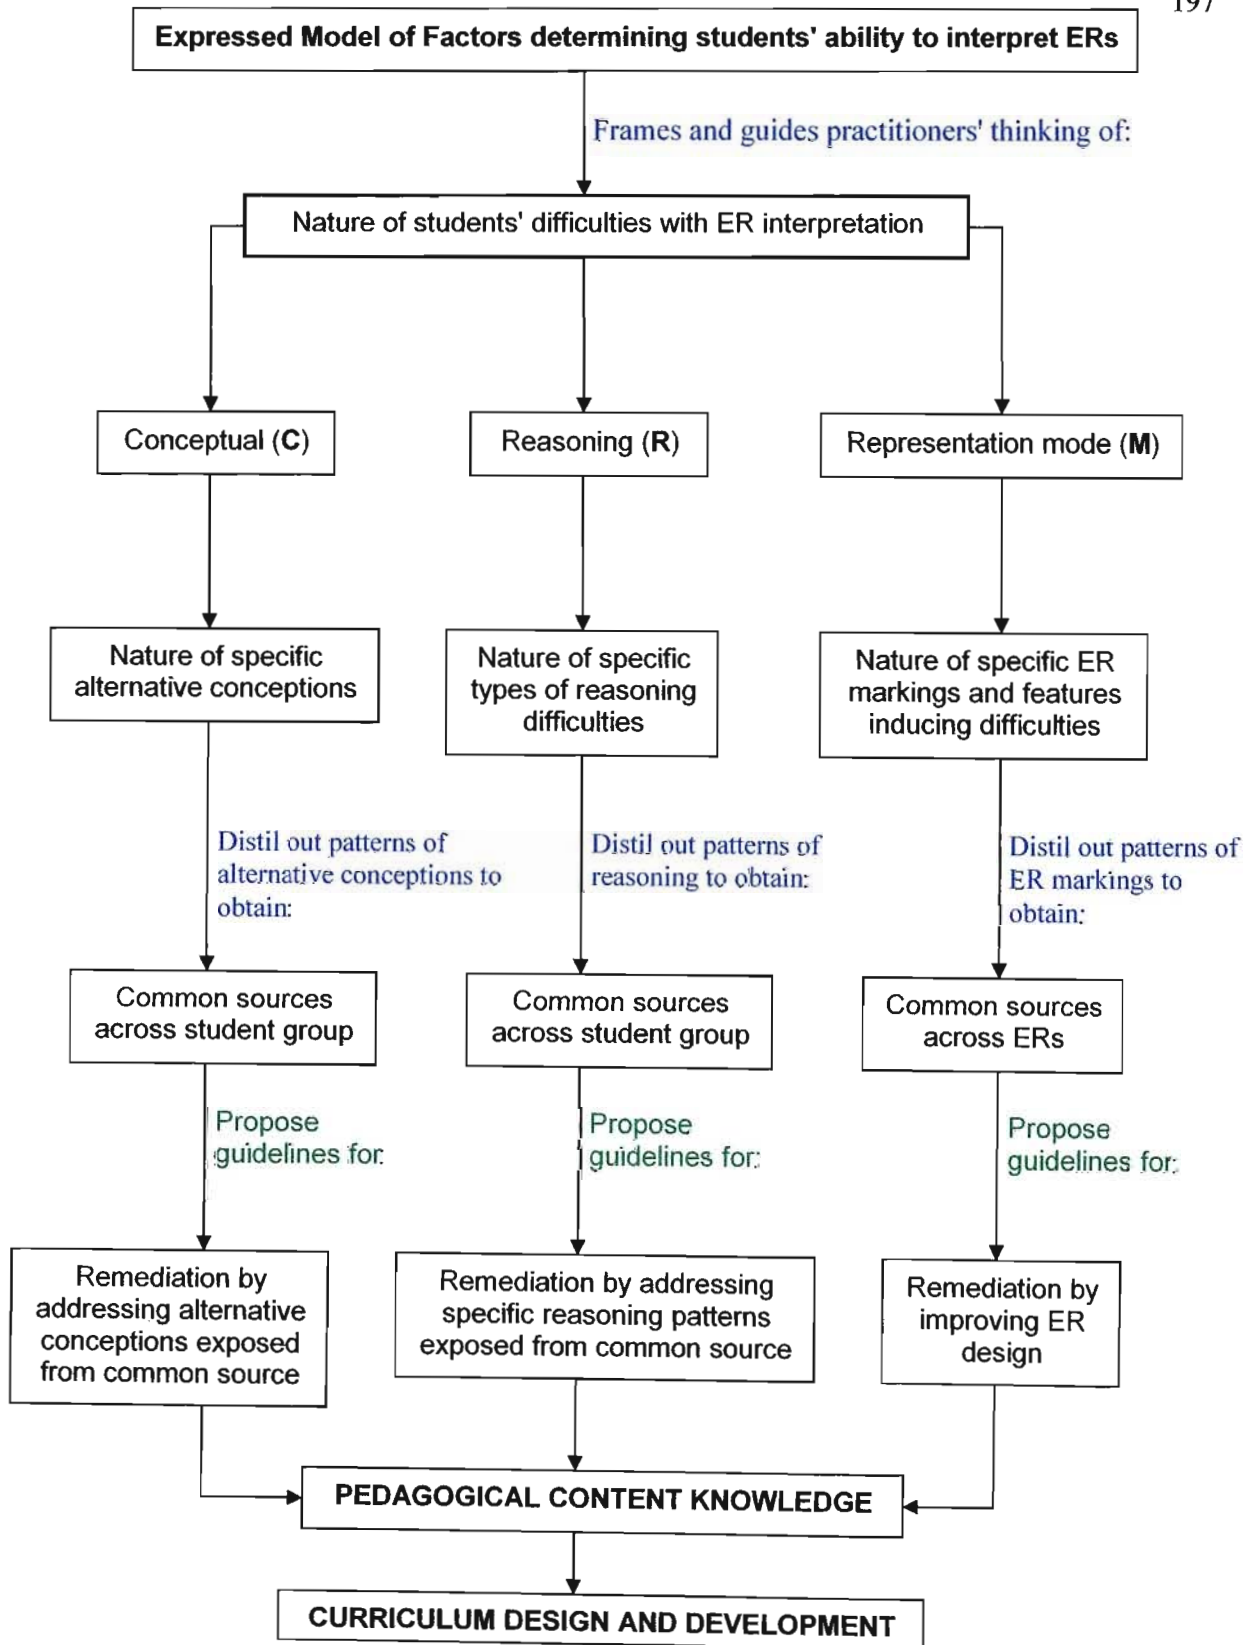 197
Expressed Model of Factors determining students' ability to interpret ERs
Frames and guides practitioners' thinking of:
Nature of students' difficulties with ER interpretation
Conceptual (C)
Reasoning (R)
Representation mode (M)
Nature of specific
alternative conceptions
Nature of specific
types of reasoning
difficulties
Nature of specific ER
markings and features
inducing difficulties
Distil out patterns of
alternative conceptions to
obtain:
Distil out patterns of
reasoning to obtain:
Distil out patterns of
ER markings to
obtain:
Common sources
across student group
Common sources
across student group
Common sources
across ERs
Propose
guidelines for:
Propose
guidelines for:
Propose
guidelines for:
Remediation by
addressing alternative
conceptions exposed
from common source
Remediation by addressing
specific reasoning patterns
exposed from common source
Remediation by
improving ER
design
PEDAGOGICAL CONTENT KNOWLEDGE
CURRICULUM DESIGN AND DEVELOPMENT